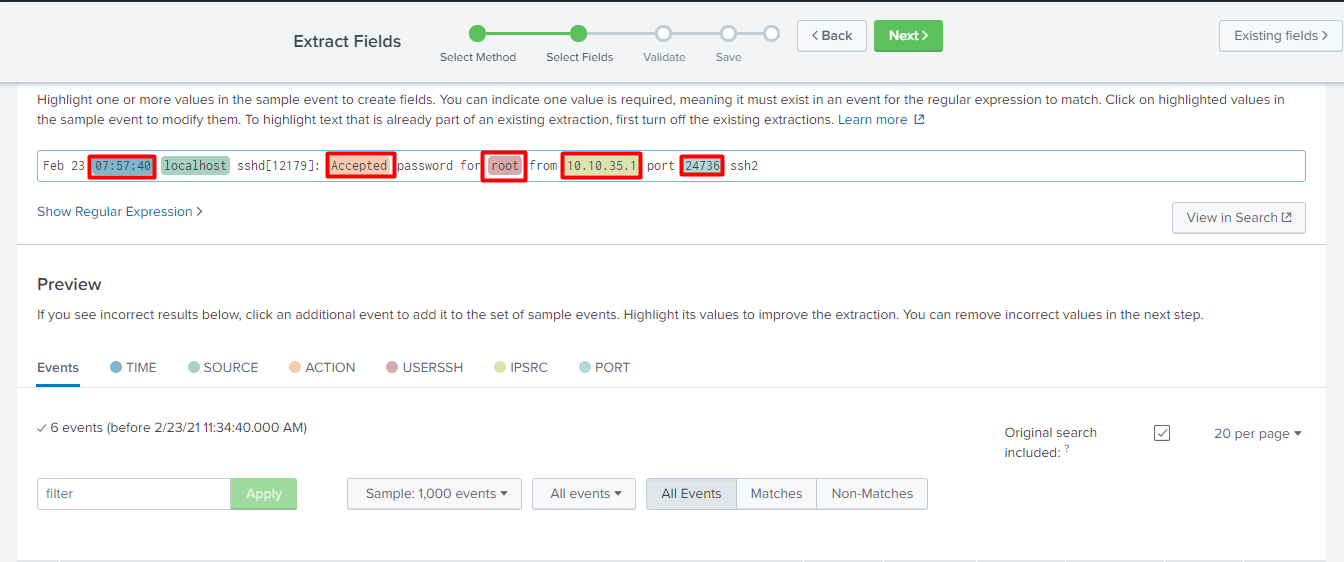 Extract Fields
Select Method
Select Fields
Validate
Save
< Back
Next >
Existing fields >
Highlight one or more values in the sample event to create fields. You can indicate one value is required, meaning it must exist in an event for the regular expression to match. Click on highlighted values in
the sample event to modify them. To highlight text that is already part of an existing extraction, first turn off the existing extractions. Learn more
Feb 23 07:57:40 localhost sshd[12179]: Accepted password for root from 10.10.35.1 port 24736 ssh2
Show Regular Expression >
View in Search
Preview
If you see incorrect results below, click an additional event to add it to the set of sample events. Highlight its values to improve the extraction. You can remove incorrect values in the next step.
Events TIME SOURCE ACTION USERSSH IPSRC PORT
✓ 6 events (before 2/23/21 11:34:40.000 AM)
Original search
included: ?
20 per page
filter
Apply
Sample: 1,000 events
All events
All Events
Matches
Non-Matches